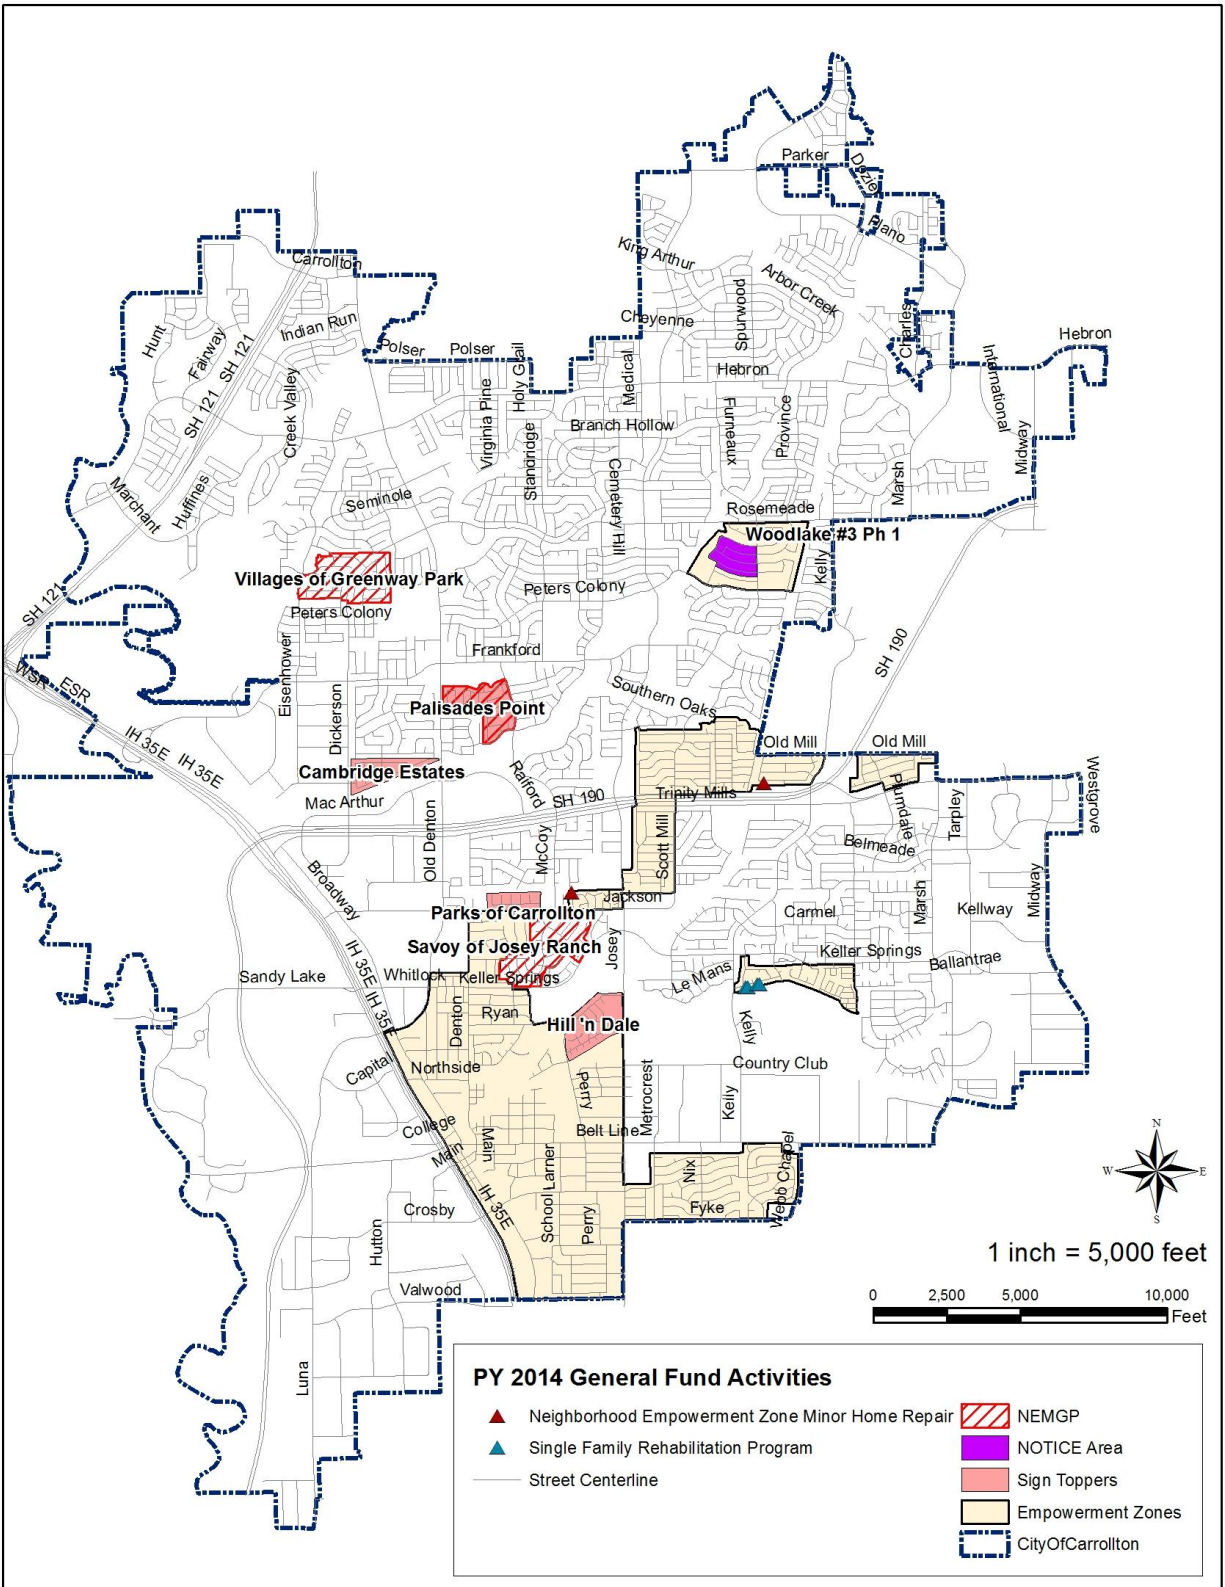 Parker
Dozier
Plano
King Arthur
Carrollton
Arbor Creek
Spurwood
Cheyenne
Charles
Hunt
Fairway
SH 121
Indian Run
Polser
Polser
Holy Grail
Medical
Hebron
Hebron
International
Creek Valley
SH 121
Virginia Pine
Standridge
Branch Hollow
Furneaux
Province
Midway
Marchant
Huffines
Seminole
Cemetery Hill
Marsh
Rosemeade
Woodlake #3 Ph 1
Kelly
Villages of Greenway Park
Peters Colony
Peters Colony
SH 121
Eisenhower
Frankford
SH 190
WSR
ESR
Dickerson
Southern Oaks
Palisades Point
IH 35E
IH 35E
Old Mill
Old Mill
Cambridge Estates
Mac Arthur
Raiford
SH 190
Trinity Mills
Plumdale
Tarpley
Westgrove
Old Denton
McCoy
Scott Mill
Belmeade
Broadway
Jackson
Parks of Carrollton
Carmel
Marsh
Kellway
Midway
Savoy of Josey Ranch
Josey
Keller Springs
Ballantrae
IH 35E
Sandy Lake
Whitlock
Keller Springs
Le Mans
IH 35E
Denton
Ryan
Hill 'n Dale
Kelly
Capital
Northside
Perry
Metrocrest
Country Club
Kelly
College
Main
Main
Belt Line
Larner
Nix
Webb Chapel
IH 35E
School
Perry
Fyke
Crosby
Hutton
Valwood
Luna
N
W
E
S
1 inch = 5,000 feet
0 2,500 5,000 10,000
Feet
PY 2014 General Fund Activities
Neighborhood Empowerment Zone Minor Home Repair
Single Family Rehabilitation Program
Street Centerline
NEMGP
NOTICE Area
Sign Toppers
Empowerment Zones
CityOfCarrollton